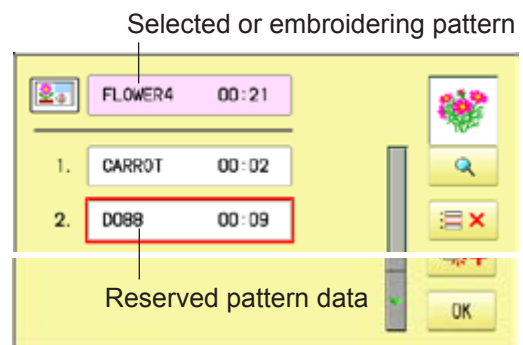 Selected or embroidering pattern
FLOWER4 00:21
1. CARROT 00:02
2. D088 00:09
Reserved pattern data
OK